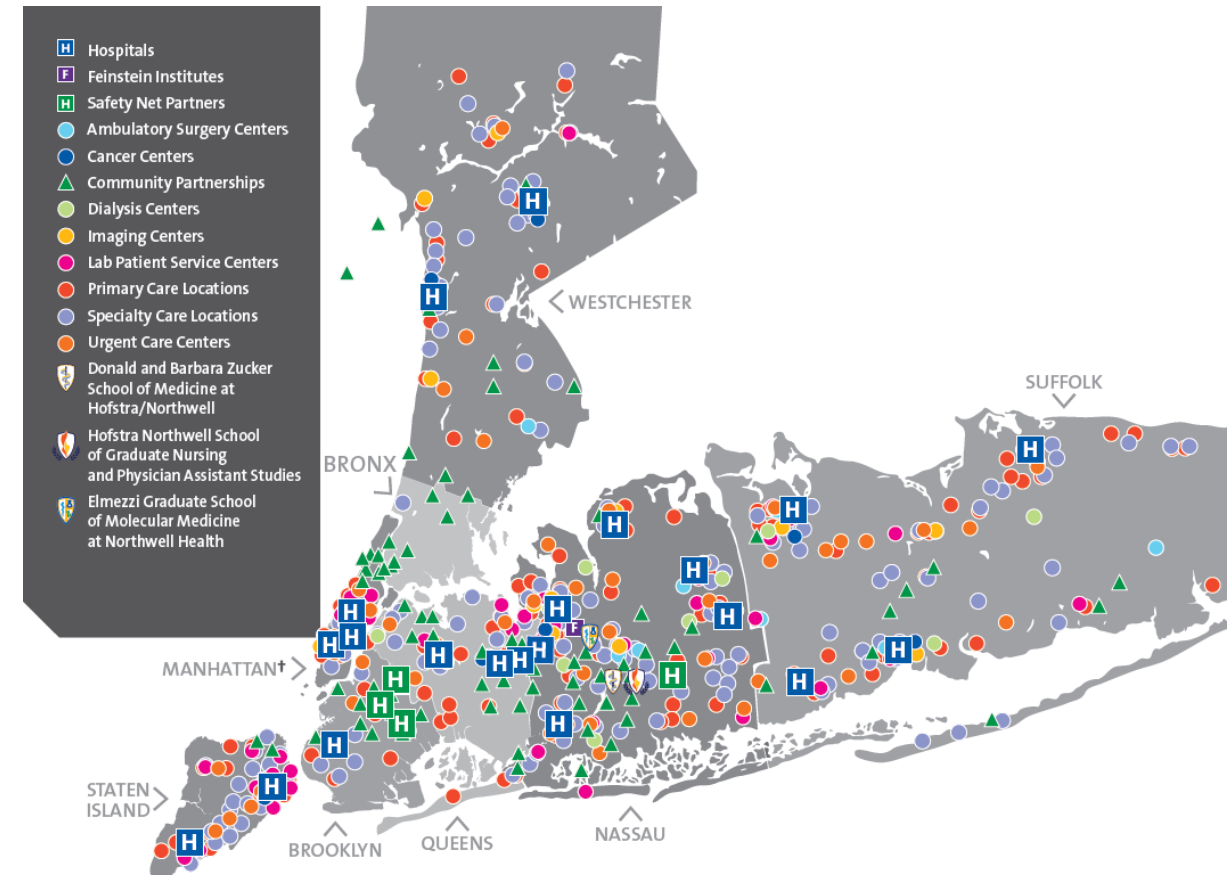 H Hospitals
F Feinstein Institutes
H Safety Net Partners
Ambulatory Surgery Centers
Cancer Centers
Community Partnerships
Dialysis Centers
Imaging Centers
Lab Patient Service Centers
Primary Care Locations
Specialty Care Locations
Urgent Care Centers
Donald and Barbara Zucker
School of Medicine at
Hofstra/Northwell
Hofstra Northwell School
of Graduate Nursing
and Physician Assistant Studies
Elmezzi Graduate School
of Molecular Medicine
at Northwell Health
H
H
WESTCHESTER
SUFFOLK
H
BRONX
H
H
H
H
H
H
F
H
H
H
MANHATTAN†
H
H
H
H
H
H
H
H
H
H
H
H
STATEN
ISLAND
H
H
BROOKLYN
QUEENS
NASSAU